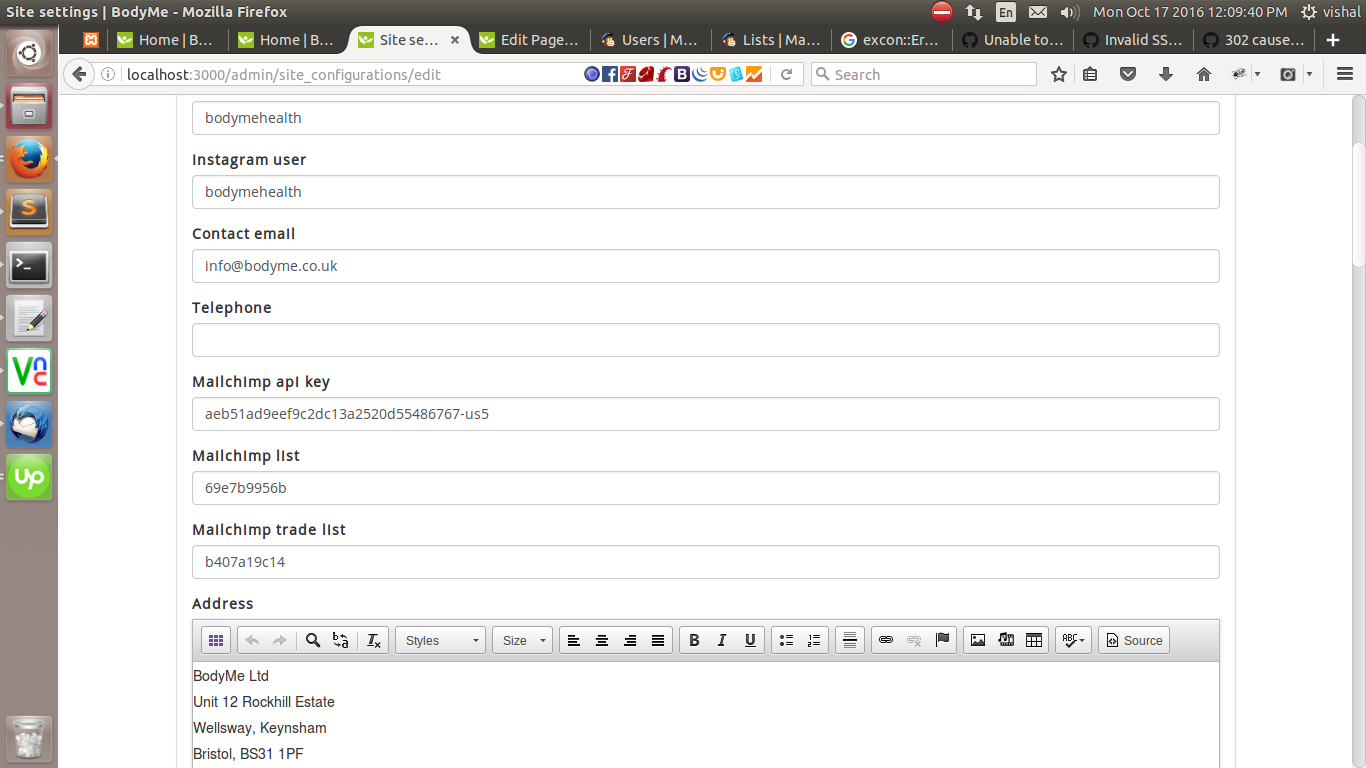 Site settings | BodyMe - Mozilla Firefox
En
Mon Oct 17 2016 12:09:40 PM
vishal
Home | B...
Home | B...
Site se...
Edit Page...
Users | M...
Lists | Ma...
excon::Er...
Unable to...
Invalid SS...
302 cause...
localhost:3000/admin/site_configurations/edit
Search
bodymehealth
Instagram user
bodymehealth
Contact email
info@bodyme.co.uk
Telephone
Mailchimp api key
aeb51ad9eef9c2dc13a2520d55486767-us5
Mailchimp list
69e7b9956b
Mailchimp trade list
b407a19c14
Address
Styles
Size
B I U
ABC
Source
BodyMe Ltd
Unit 12 Rockhill Estate
Wellsway, Keynsham
Bristol, BS31 1PF